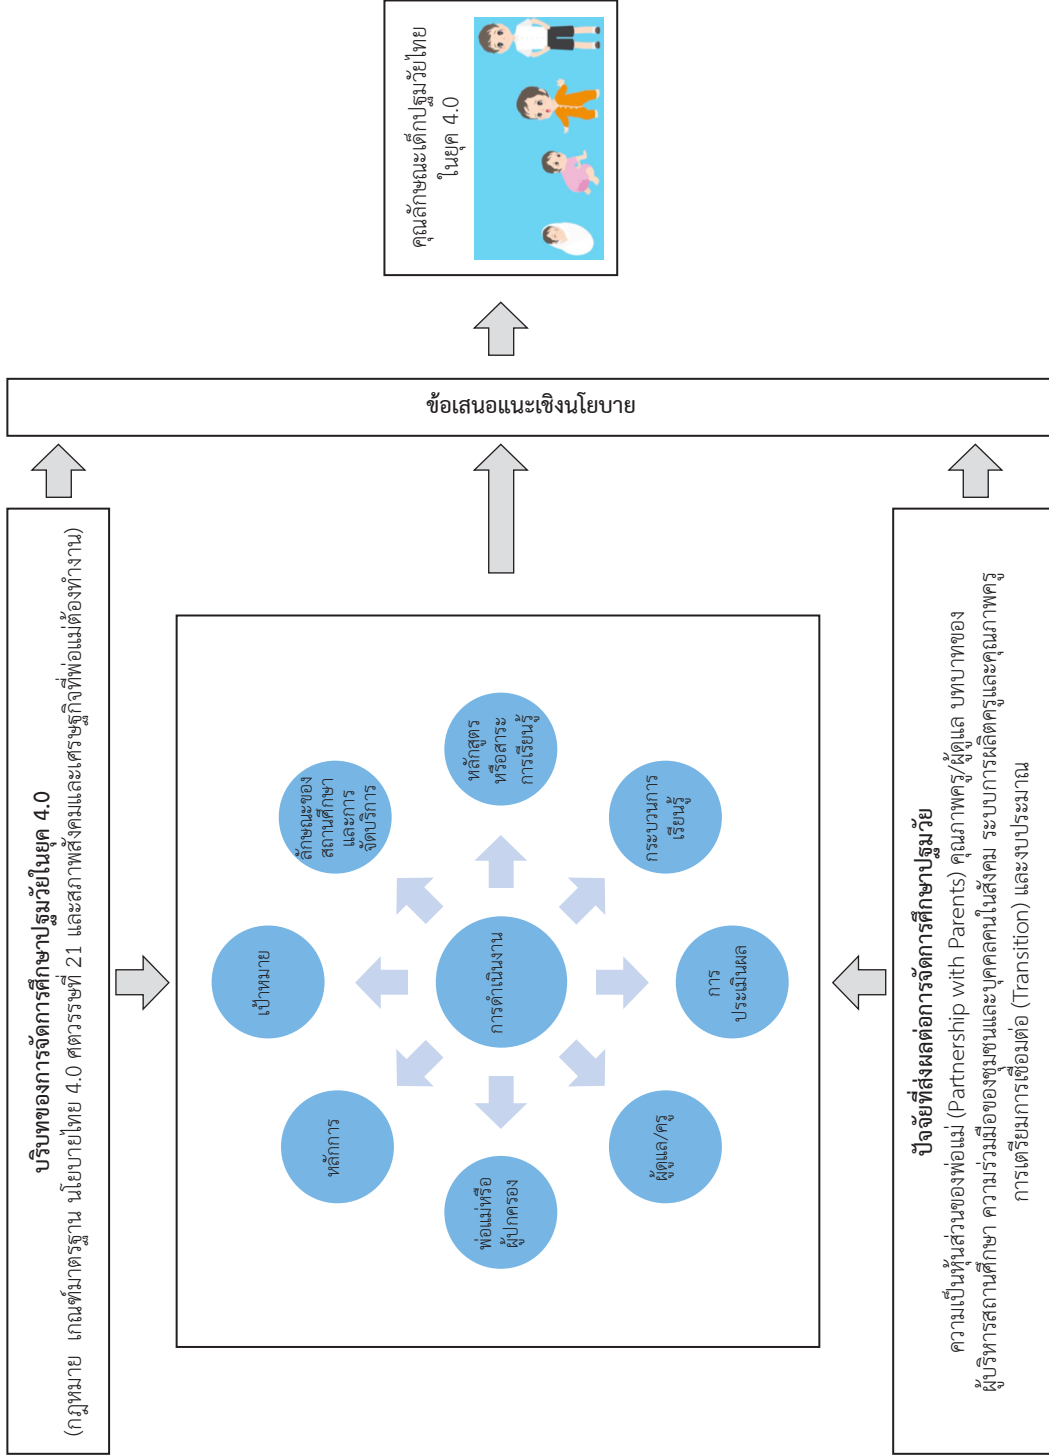 บริบทของการจัดการศึกษาปฐมวัยในยุค 4.0
(กฎหมาย เกณฑ์มาตรฐาน นโยบายไทย 4.0 ศตวรรษที่ 21 และสภาพสังคมและเศรษฐกิจที่พ่อแม่ต้องทำงาน)
เป้าหมาย
ลักษณะของ
สถานศึกษา
และการ
จัดบริการ
หลักสูตร
หรือสาระ
การเรียนรู้
กระบวนการ
เรียนรู้
การ
ประเมินผล
ผู้ดูแล/ครู
พ่อแม่หรือ
ผู้ปกครอง
หลักการ
การดำเนินงาน
ปัจจัยที่ส่งผลต่อการจัดการศึกษาปฐมวัย
ความเป็นหุ้นส่วนของพ่อแม่ (Partnership with Parents) คุณภาพครู/ผู้ดูแล บทบาทของ
ผู้บริหารสถานศึกษา ความร่วมมือของชุมชนและบุคคลคนในสังคม ระบบการผลิตครูและคุณภาพครู
การเตรียมการเชื่อมต่อ (Transition) และงบประมาณ
ข้อเสนอแนะเชิงนโยบาย
คุณลักษณะเด็กปฐมวัยไทย
ในยุค 4.0